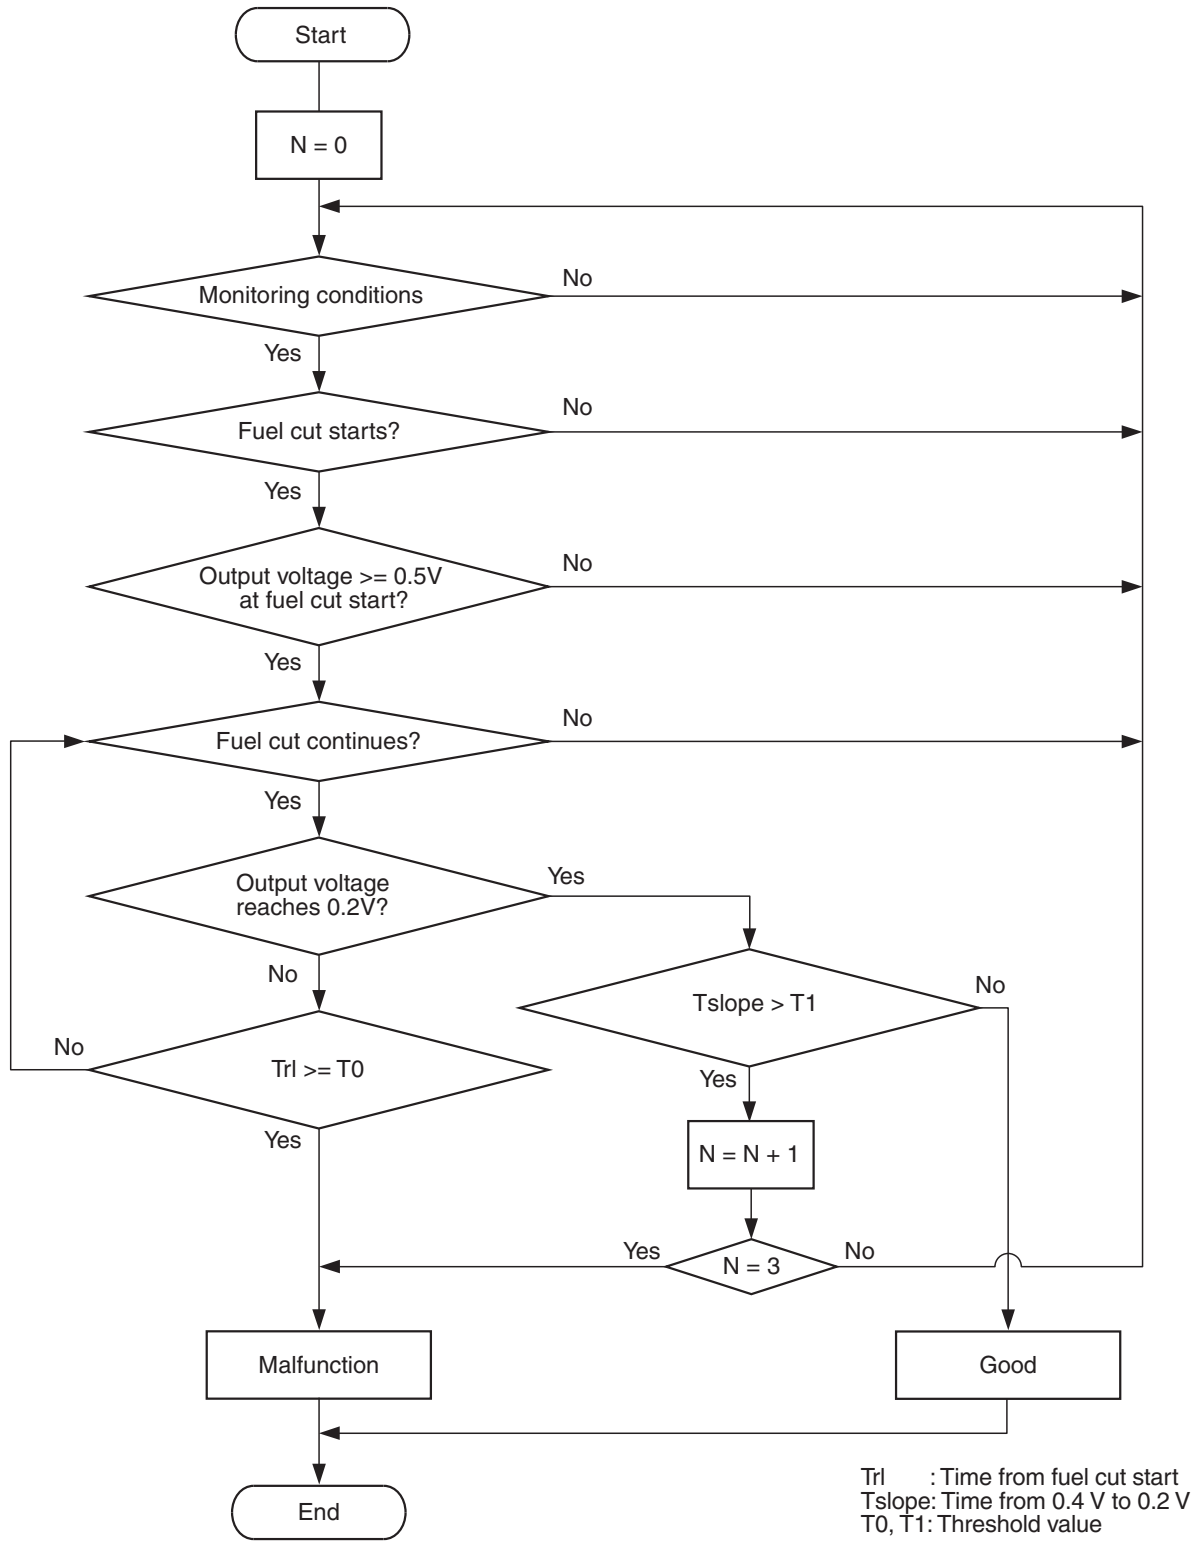 Start
N = 0
Monitoring conditions
No
Yes
Fuel cut starts?
No
Yes
Output voltage >= 0.5V
at fuel cut start?
No
Yes
Fuel cut continues?
No
Yes
Output voltage
reaches 0.2V?
Yes
No
Tslope > T1
No
Yes
Trl >= T0
No
Yes
N = N + 1
N = 3
Yes
No
Malfunction
Good
End
Trl : Time from fuel cut start
Tslope: Time from 0.4 V to 0.2 V
T0, T1: Threshold value